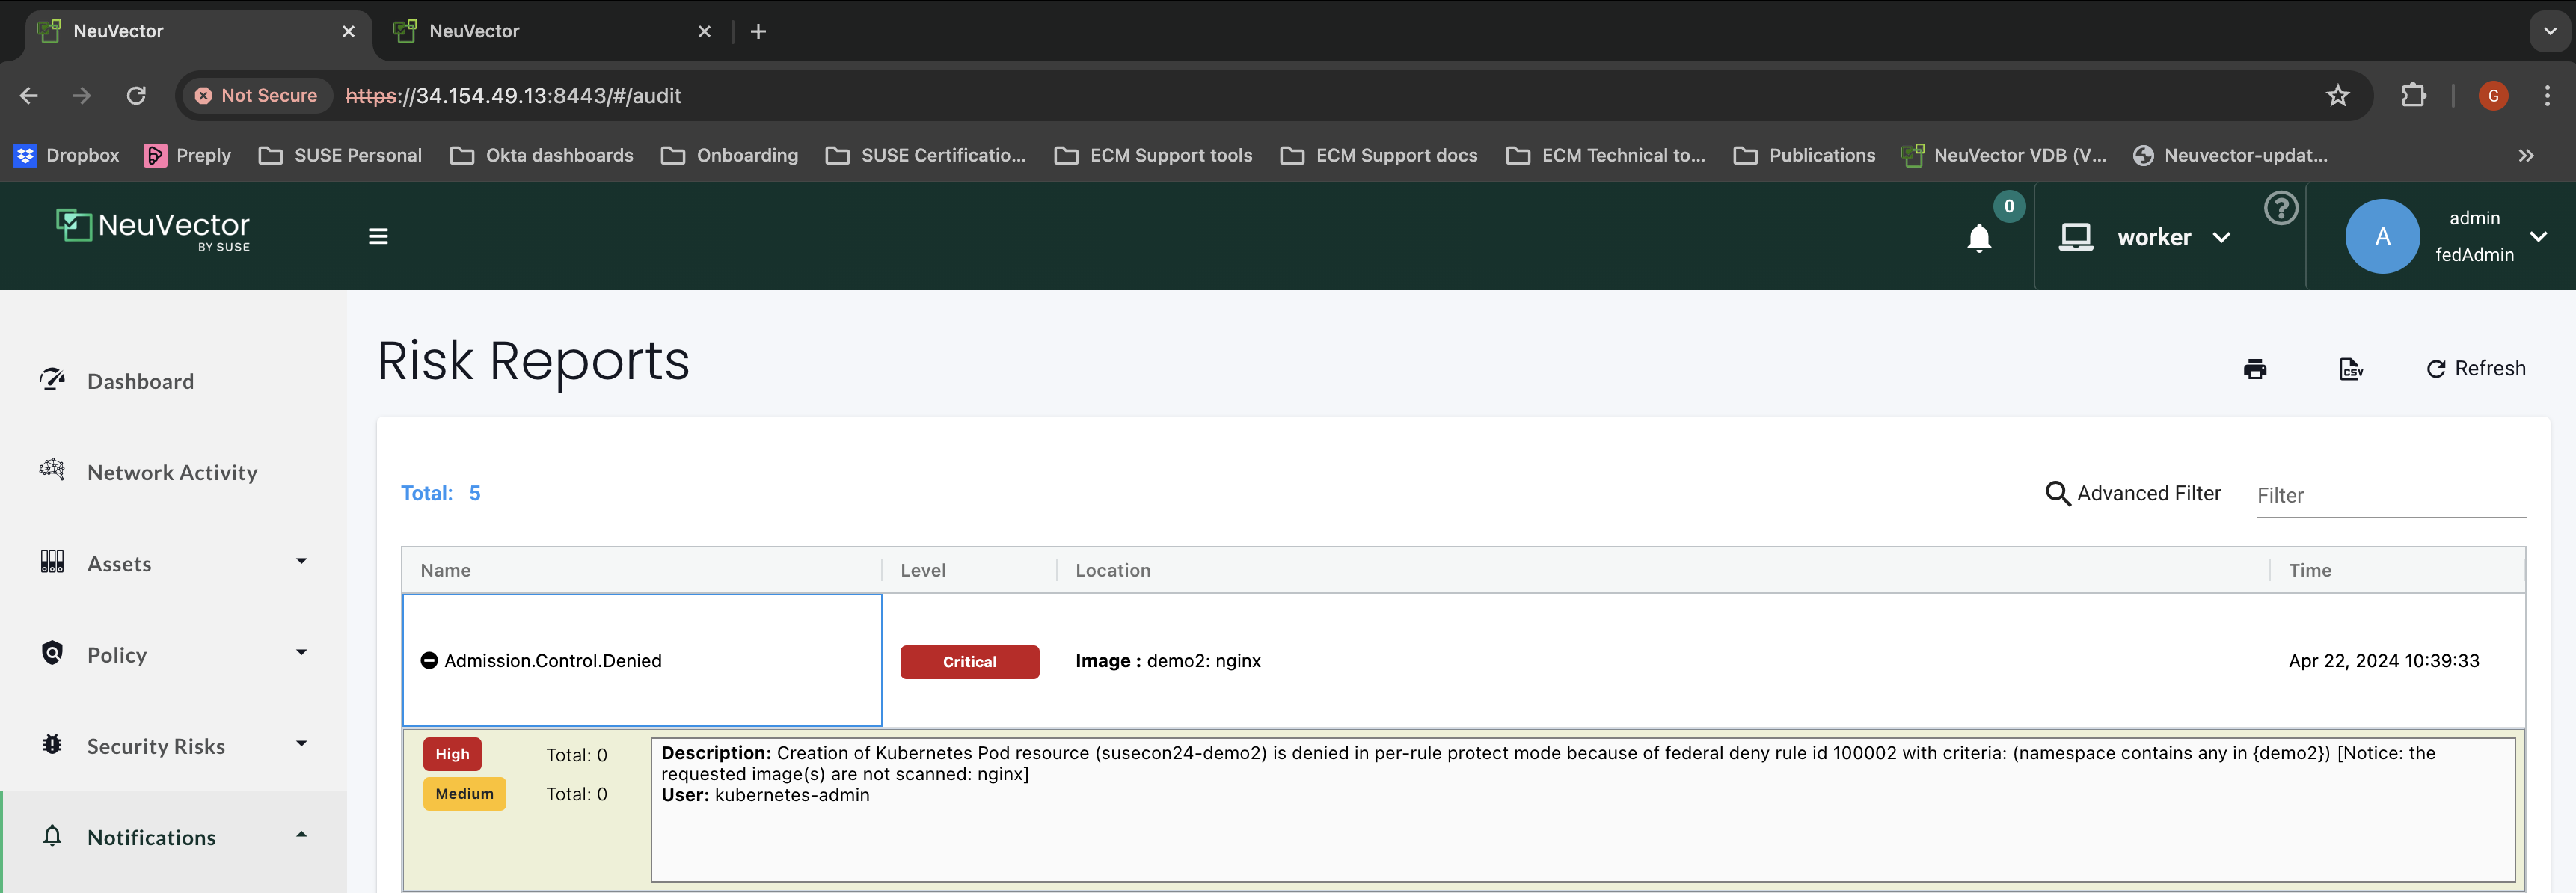 NeuVector
NeuVector
Not Secure https://34.154.49.13:8443/#/audit
G
Dropbox Preply SUSE Personal Okta dashboards Onboarding SUSE Certificatio... ECM Support tools ECM Support docs ECM Technical to... Publications NeuVector VDB (V... Neuvector-updat...
NeuVector
BY SUSE
0
worker
?
A
admin
fedAdmin
Dashboard
Network Activity
Assets
Policy
Security Risks
Notifications
Risk Reports
CSV
Refresh
Total: 5
Advanced Filter
Filter
Name Level Location Time
Admission.Control.Denied Critical Image : demo2: nginx Apr 22, 2024 10:39:33
High Total: 0
Medium Total: 0
Description: Creation of Kubernetes Pod resource (susecon24-demo2) is denied in per-rule protect mode because of federal deny rule id 100002 with criteria: (namespace contains any in {demo2}) [Notice: the
requested image(s) are not scanned: nginx]
User: kubernetes-admin